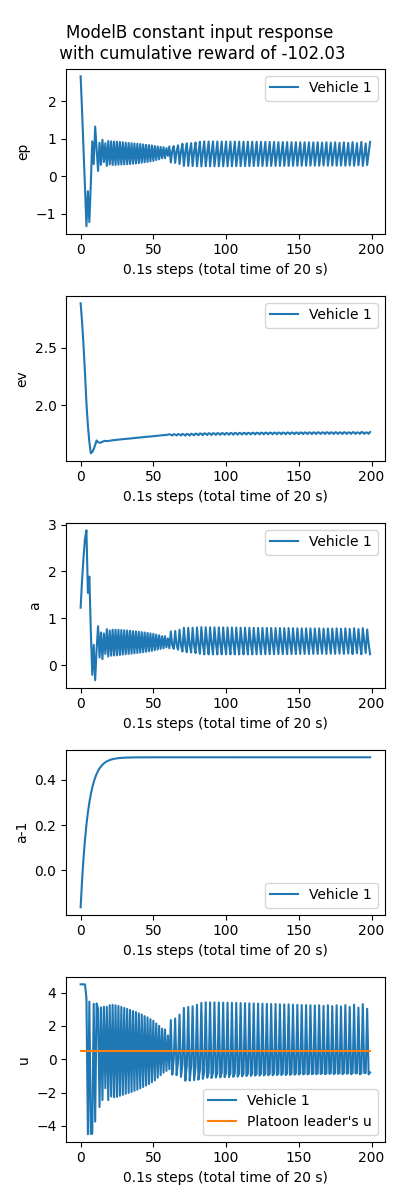 ModelB constant input response
with cumulative reward of -102.03
Vehicle 1
2
1
0
−1
ep
0
50
100
150
200
0.1s steps (total time of 20 s)
Vehicle 1
2.5
2.0
ev
0
50
100
150
200
0.1s steps (total time of 20 s)
Vehicle 1
3
2
1
0
a
0
50
100
150
200
0.1s steps (total time of 20 s)
0.4
0.2
0.0
a-1
Vehicle 1
0
50
100
150
200
0.1s steps (total time of 20 s)
4
2
0
−2
−4
u
Vehicle 1
Platoon leader's u
0
50
100
150
200
0.1s steps (total time of 20 s)